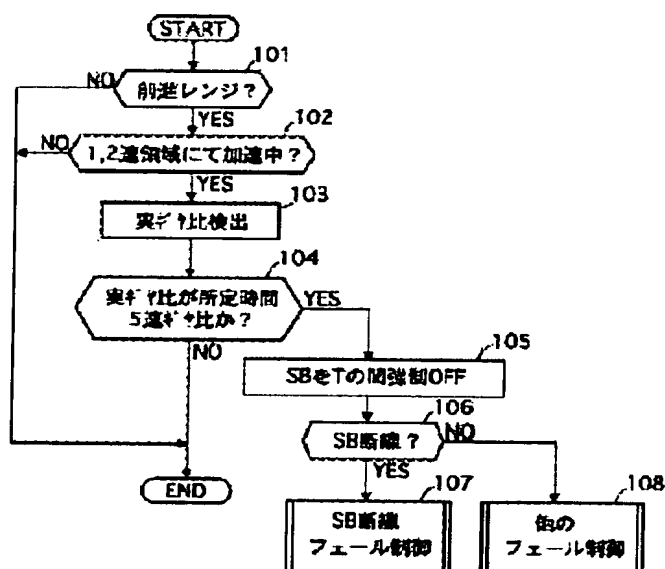 START
101
NO
前進レンジ？
YES
102
NO
1,2速領域にて加速中？
YES
103
実ギヤ比検出
104
実ギヤ比が所定時間
5速ギヤ比か？
YES
NO
105
SBをTの間強制OFF
106
SB断線？
NO
YES
END
107
SB断線
フェール制御
108
他の
フェール制御